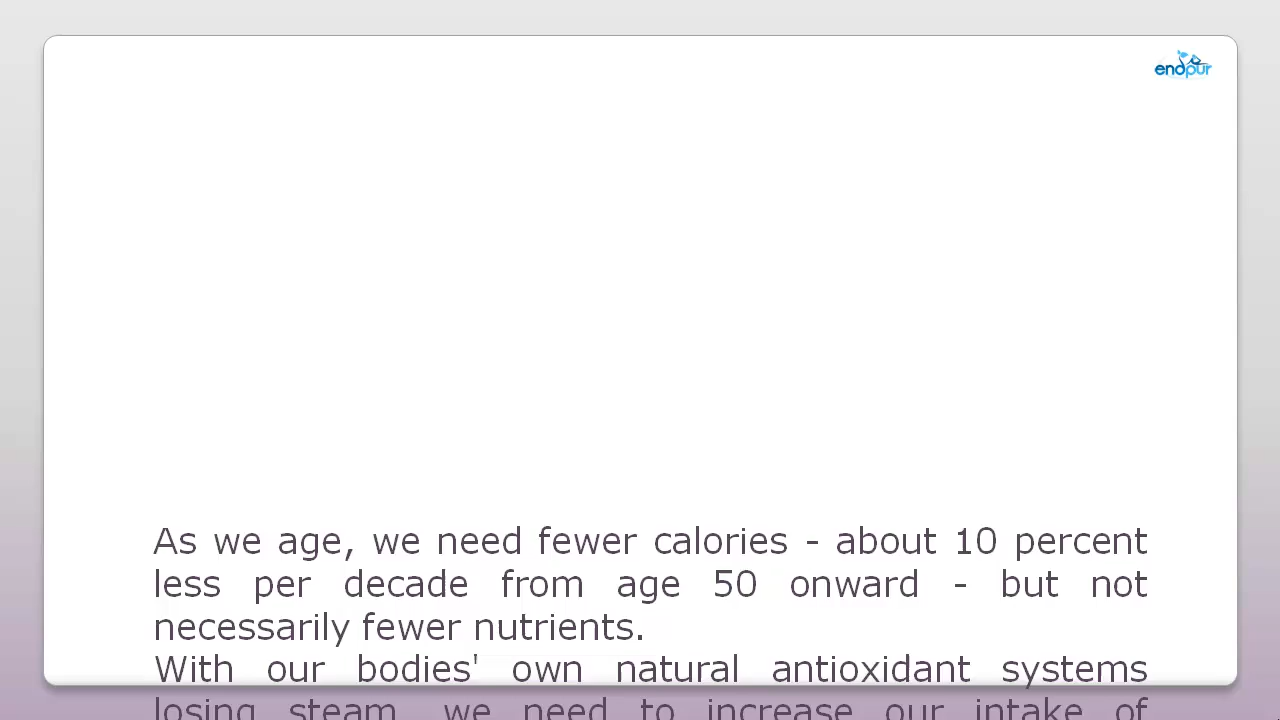 endpur
As we age, we need fewer calories - about 10 percent
less per decade from age 50 onward - but not
necessarily fewer nutrients.
With our bodies' own natural antioxidant systems
losing steam, we need to increase our intake of